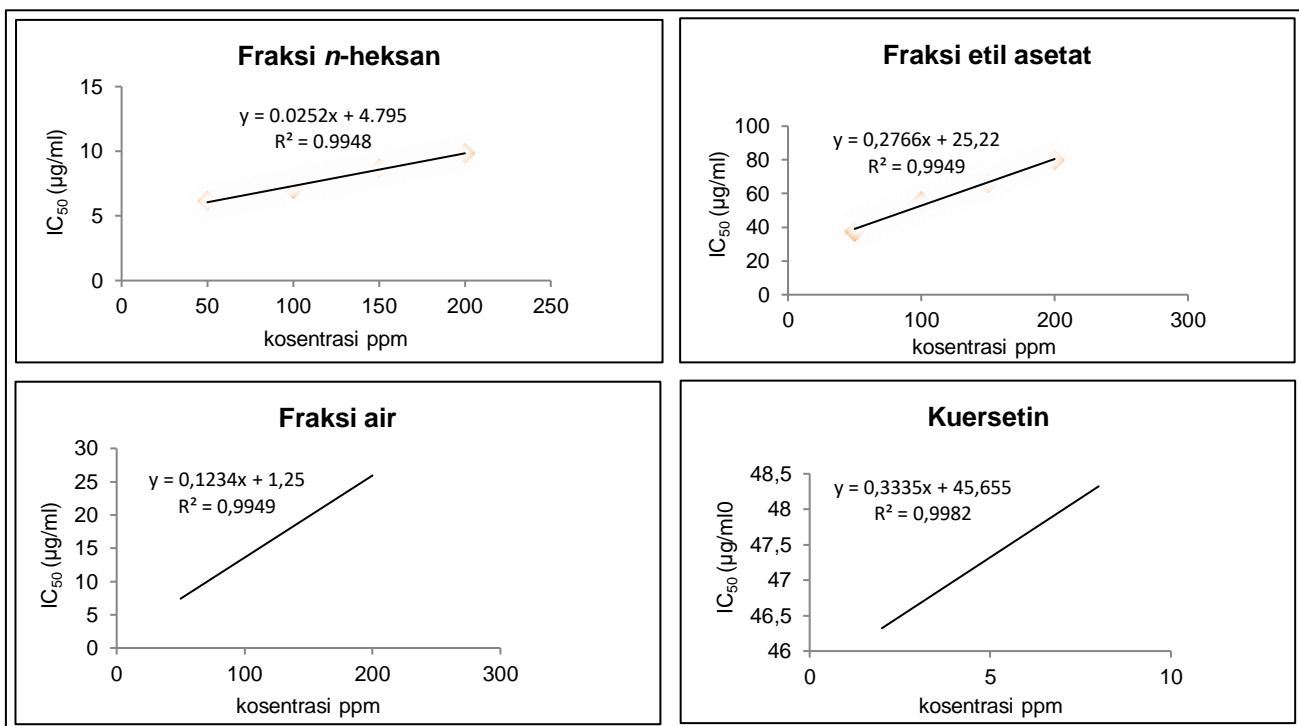 Fraksi n-heksan
y = 0.0252x + 4.795
R² = 0.9948
IC₅₀ (µg/ml)
15
10
5
0
0 50 100 150 200 250
kosentrasi ppm
Fraksi etil asetat
y = 0,2766x + 25,22
R² = 0,9949
IC₅₀ (µg/ml)
100
80
60
40
20
0
0 100 200 300
kosentrasi ppm
Fraksi air
y = 0,1234x + 1,25
R² = 0,9949
IC₅₀ (µg/ml)
30
25
20
15
10
5
0
0 100 200 300
kosentrasi ppm
Kuersetin
y = 0,3335x + 45,655
R² = 0,9982
IC₅₀ (µg/ml0
48,5
48
47,5
47
46,5
46
0 5 10
kosentrasi ppm